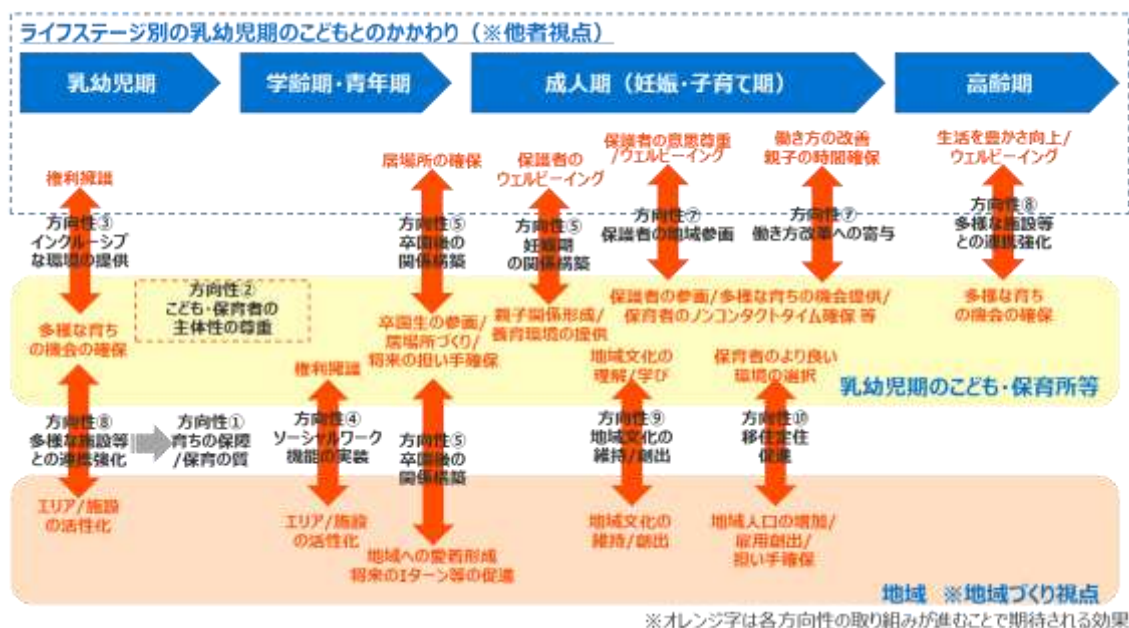 ライフステージ別の乳幼児期のこどもとのかかわり（※他者視点）
乳幼児期
学齢期・青年期
成人期（妊娠・子育て期）
高齢期
権利擁護
居場所の確保
保護者の
ウェルビーイング
保護者の意思尊重
/ウェルビーイング
働き方の改善
親子の時間確保
生活を豊かさ向上/
ウェルビーイング
方向性③
インクルーシブ
な環境の提供
方向性⑤
卒園後の
関係構築
方向性⑤
妊娠期
の関係構築
方向性⑦
保護者の地域参画
方向性⑦
働き方改革への寄与
方向性⑧
多様な施設等
との連携強化
方向性②
こども・保育者の
主体性の尊重
多様な育ち
の機会の確保
卒園生の参画/
居場所づくり/
将来の担い手確保
親子関係形成/
養育環境の提供
保護者の参画/多様な育ちの機会提供/
保育者のノンコンタクトタイム確保 等
多様な育ち
の機会の確保
権利擁護
地域文化の
理解/学び
保育者のより良い
環境の選択
乳幼児期のこども・保育所等
方向性⑧
多様な施設等
との連携強化
方向性①
育ちの保障
/保育の質
方向性④
ソーシャルワーク
機能の実装
方向性⑤
卒園後の
関係構築
方向性⑨
地域文化の
維持/創出
方向性⑩
移住定住
促進
エリア/施設
の活性化
エリア/施設
の活性化
地域への愛着形成
将来のIターン等の促進
地域文化の
維持/創出
地域人口の増加/
雇用創出/
担い手確保
地域 ※地域づくり視点
※オレンジ字は各方向性の取り組みが進むことで期待される効果